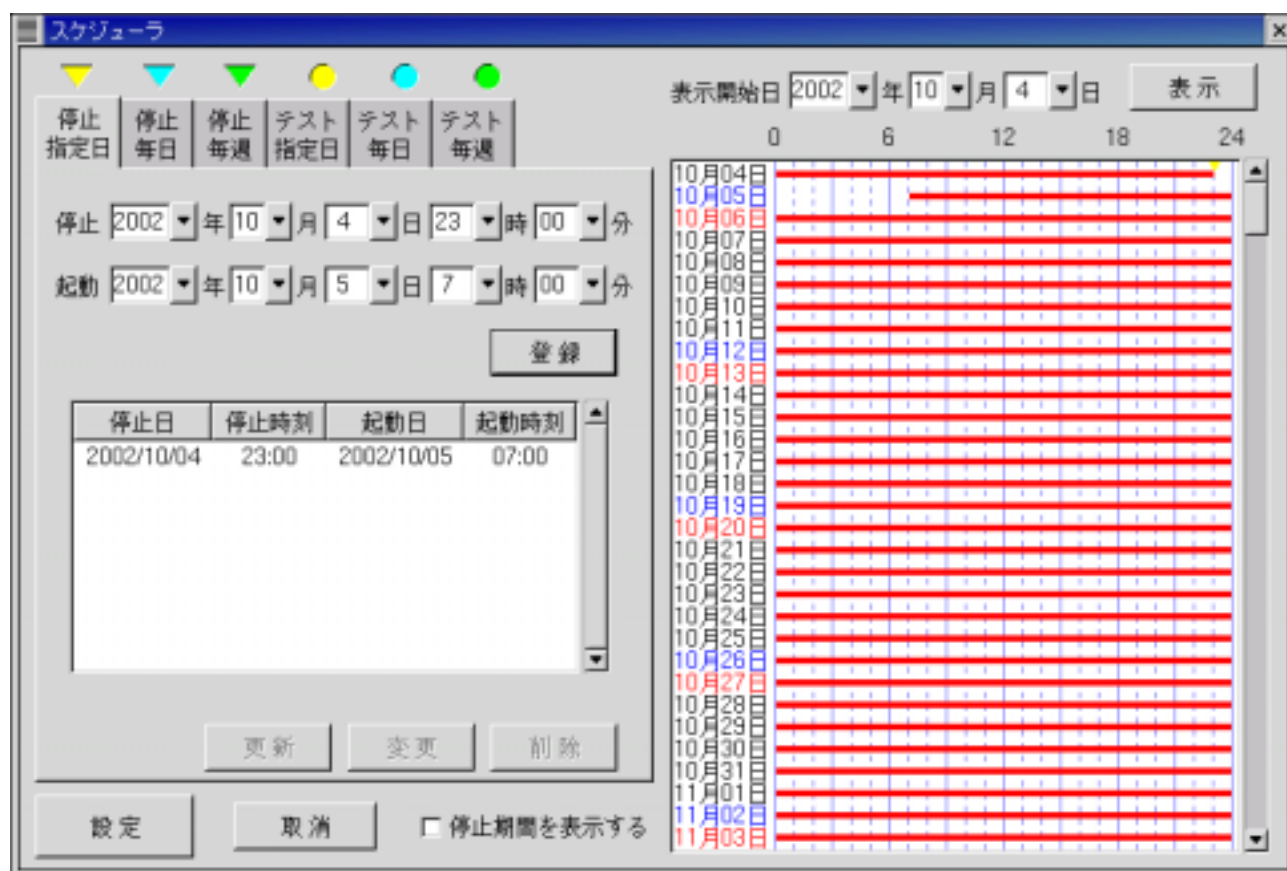 スケジューラ
停止 指定日
停止 毎日
停止 毎週
テスト 指定日
テスト 毎日
テスト 毎週
停止 2002 年 10 月 4 日 23 時 00 分
起動 2002 年 10 月 5 日 7 時 00 分
登録
停止日 停止時刻 起動日 起動時刻
2002/10/04 23:00 2002/10/05 07:00
更新 変更 削除
設定 取消 停止期間を表示する
表示開始日 2002 年 10 月 4 日 表示
0 6 12 18 24
10月04日
10月05日
10月06日
10月07日
10月08日
10月09日
10月10日
10月11日
10月12日
10月13日
10月14日
10月15日
10月16日
10月17日
10月18日
10月19日
10月20日
10月21日
10月22日
10月23日
10月24日
10月25日
10月26日
10月27日
10月28日
10月29日
10月30日
10月31日
11月01日
11月02日
11月03日